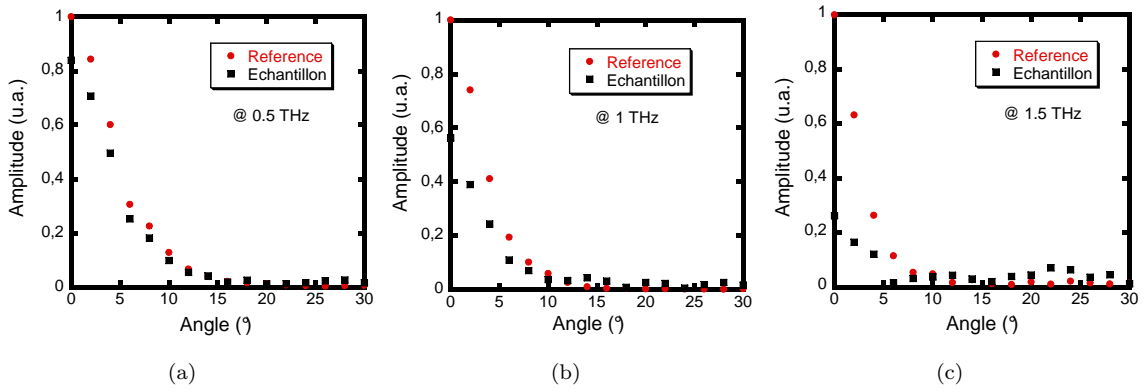 1
0,8
0,6
0,4
0,2
0
0 5 10 15 20 25 30
Amplitude (u.a.)
Angle (°)
Reference
Echantillon
@ 0.5 THz
(a)
1
0,8
0,6
0,4
0,2
0
0 5 10 15 20 25 30
Amplitude (u.a.)
Angle (°)
Reference
Echantillon
@ 1 THz
(b)
1
0,8
0,6
0,4
0,2
0
0 5 10 15 20 25 30
Amplitude (u.a.)
Angle (°)
Reference
Echantillon
@ 1.5 THz
(c)